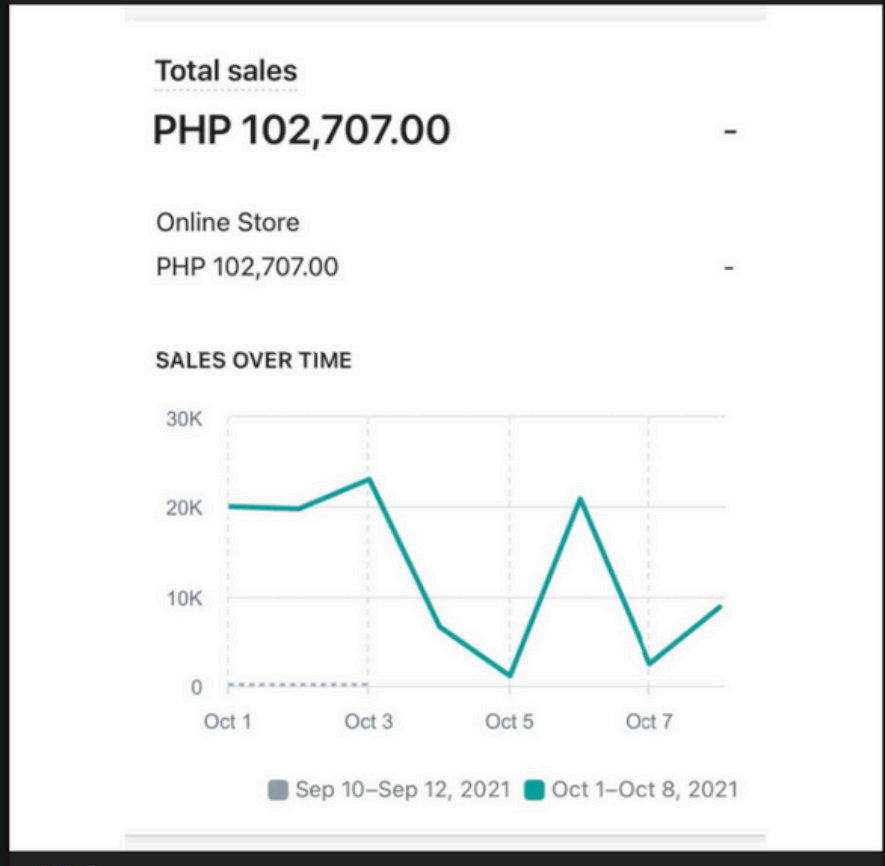 Total sales
PHP 102,707.00 -
Online Store
PHP 102,707.00 -
SALES OVER TIME
30K
20K
10K
0
Oct 1 Oct 3 Oct 5 Oct 7
Sep 10–Sep 12, 2021 Oct 1–Oct 8, 2021